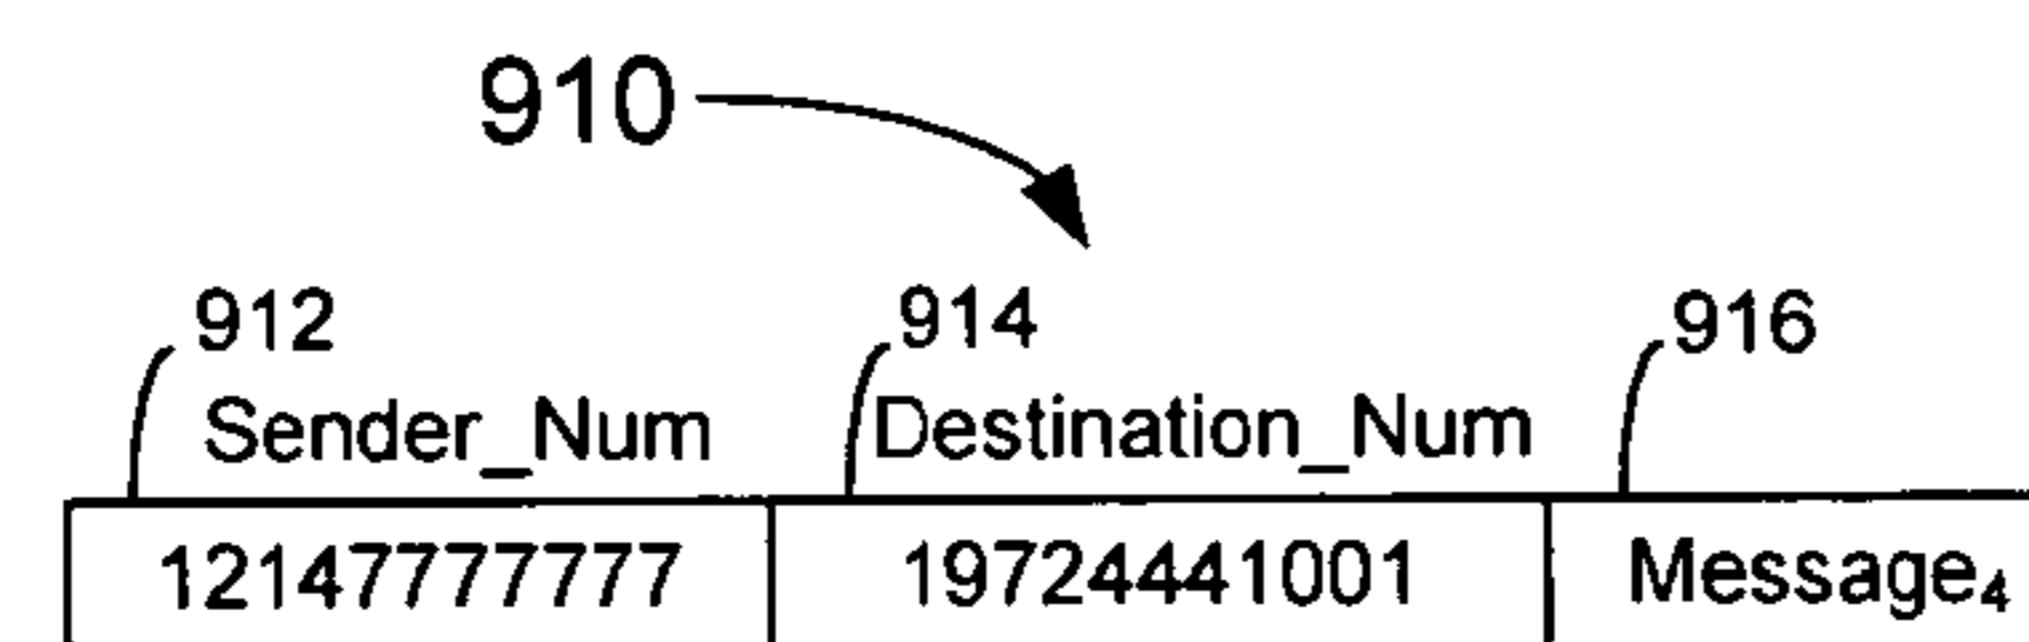 910
912 914 916
Sender_Num Destination_Num
12147777777 19724441001 Message₄